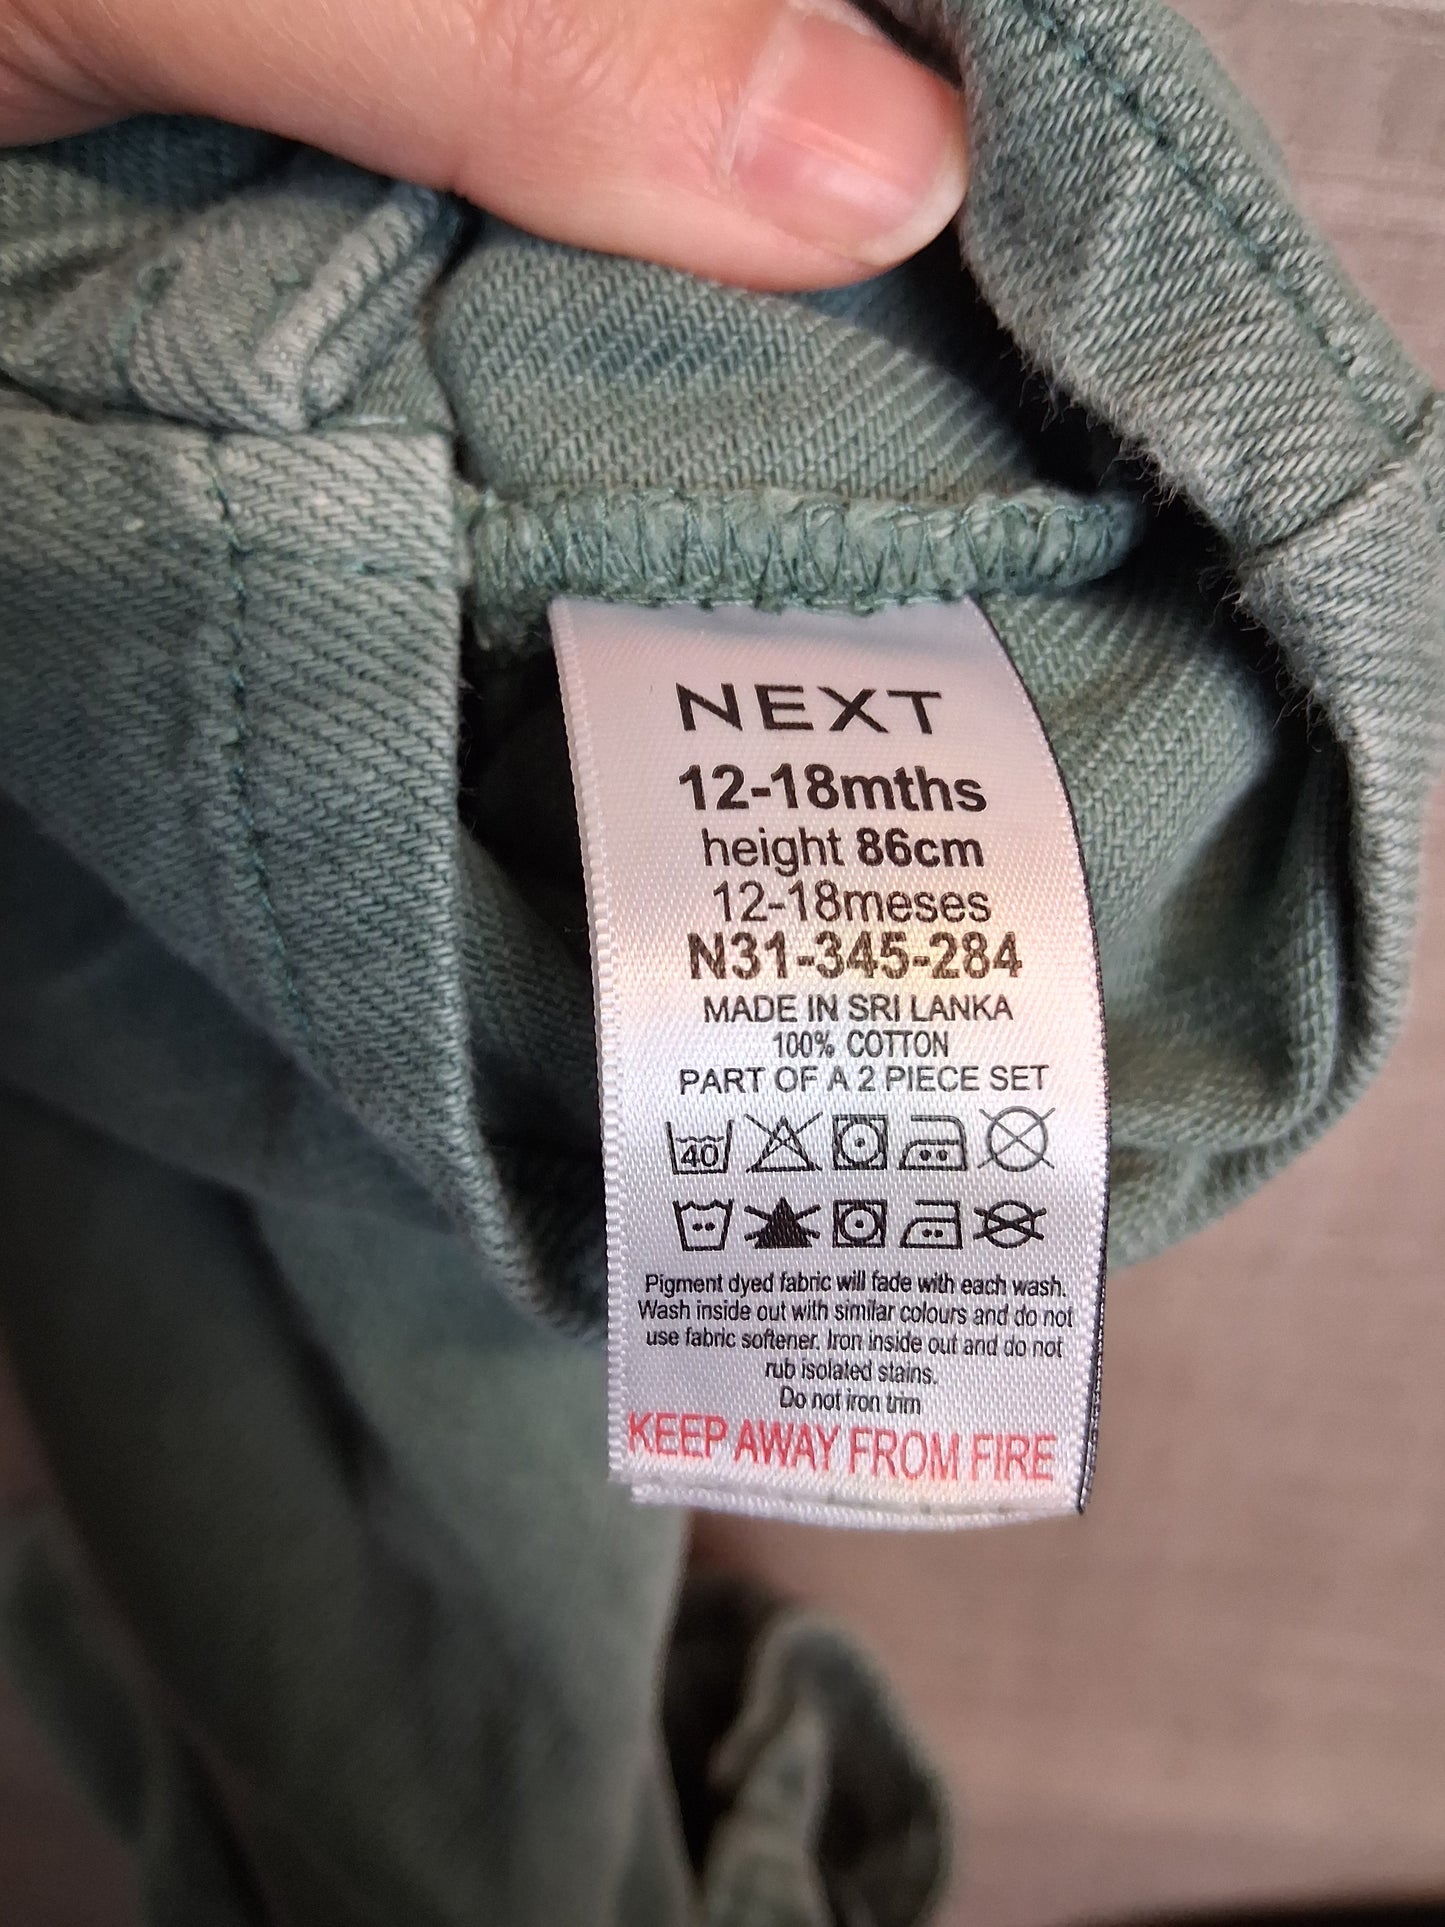 NEXT
12-18mths
height 86cm
12-18meses
N31-345-284
MADE IN SRI LANKA
100% COTTON
PART OF A 2 PIECE SET
40
Pigment dyed fabric will fade with each wash.
Wash inside out with similar colours and do not
use fabric softener. Iron inside out and do not
rub isolated stains.
Do not iron trim
KEEP AWAY FROM FIRE